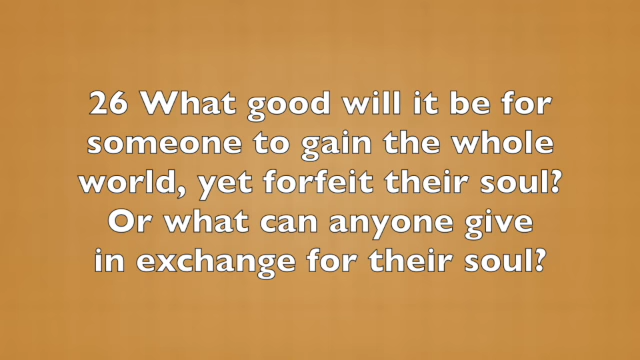 26 What good will it be for
someone to gain the whole
world, yet forfeit their soul?
Or what can anyone give
in exchange for their soul?